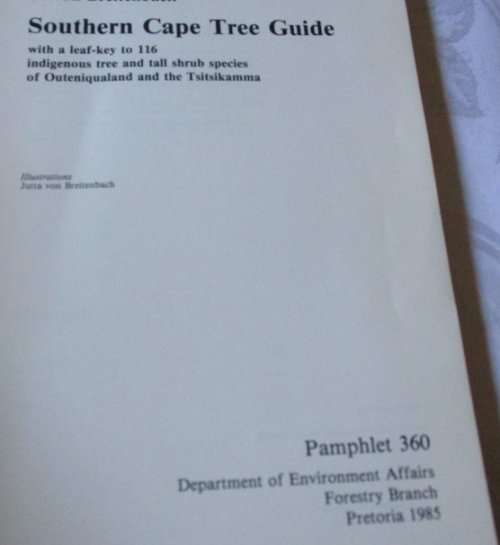 Southern Cape Tree Guide
with a leaf-key to 116
indigenous tree and tall shrub species
of Outeniqualand and the Tsitsikamma
Illustrations
Jutta von Breitenbach
Pamphlet 360
Department of Environment Affairs
Forestry Branch
Pretoria 1985